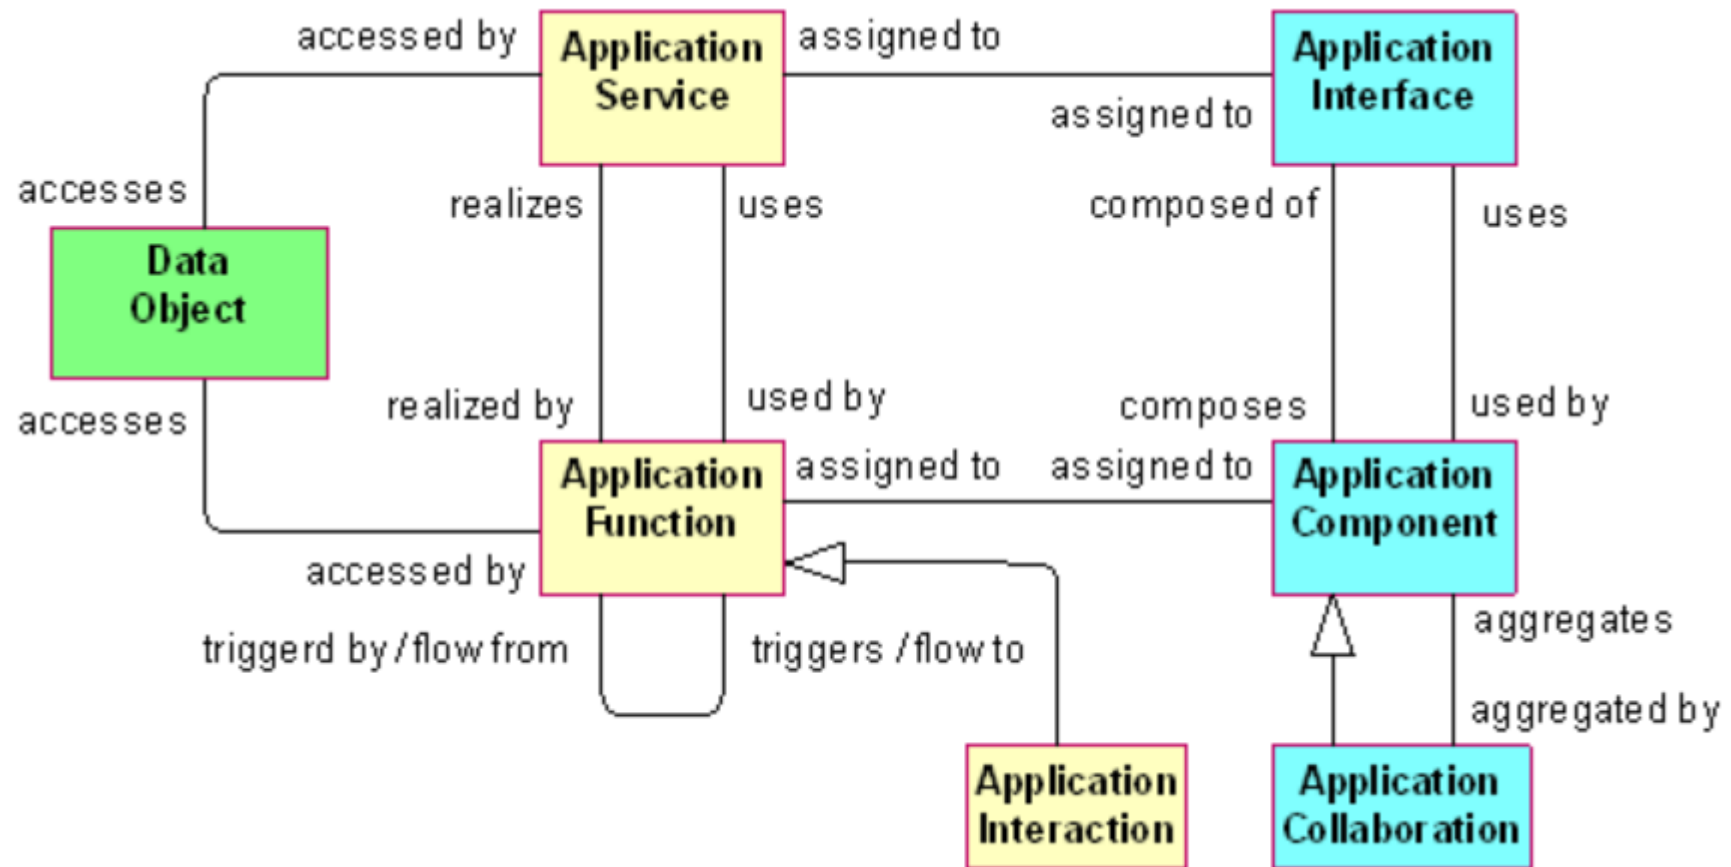 accessed by
Application
Service
assigned to
Application
Interface
assigned to
accesses
realizes
uses
composed of
uses
Data
Object
accesses
realized by
used by
composes
used by
Application
Function
assigned to
assigned to
Application
Component
accessed by
triggerd by / flow from
triggers / flow to
aggregates
aggregated by
Application
Interaction
Application
Collaboration